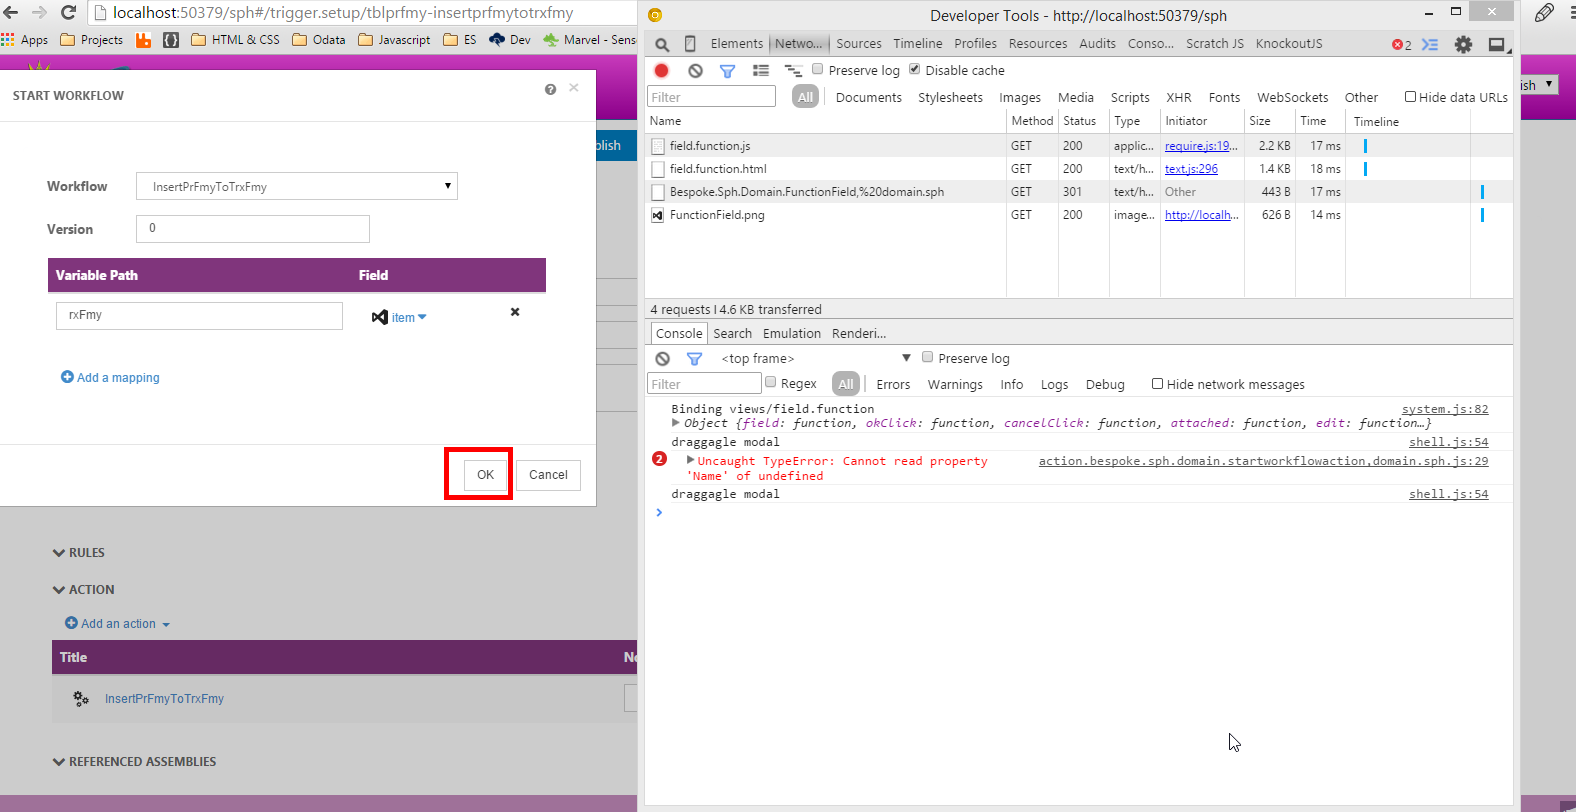 localhost:50379/sph#/trigger.setup/tblprfmy-insertprfmytotrxfmy
Apps Projects HTML & CSS Odata Javascript ES Dev Marvel - Sens
START WORKFLOW
blish
Workflow InsertPrFmyToTrxFmy
Version 0
Variable Path Field
rxFmy item
Add a mapping
OK Cancel
RULES
ACTION
Add an action
Title No
InsertPrFmyToTrxFmy
REFERENCED ASSEMBLIES
Developer Tools - http://localhost:50379/sph
Elements Netwo... Sources Timeline Profiles Resources Audits Conso... Scratch JS KnockoutJS 2
Preserve log Disable cache
Filter All Documents Stylesheets Images Media Scripts XHR Fonts WebSockets Other Hide data URLs
Name Method Status Type Initiator Size Time Timeline
field.function.js GET 200 applic... require.js:19... 2.2 KB 17 ms
field.function.html GET 200 text/h... text.js:296 1.4 KB 18 ms
Bespoke.Sph.Domain.FunctionField,%20domain.sph GET 301 text/h... Other 443 B 17 ms
FunctionField.png GET 200 image... http://localh... 626 B 14 ms
4 requests I 4.6 KB transferred
Console Search Emulation Renderi...
<top frame> Preserve log
Filter Regex All Errors Warnings Info Logs Debug Hide network messages
Binding views/field.function system.js:82
Object {field: function, okClick: function, cancelClick: function, attached: function, edit: function…}
draggagle modal shell.js:54
2 Uncaught TypeError: Cannot read property action.bespoke.sph.domain.startworkflowaction,domain.sph.js:29
'Name' of undefined
draggagle modal shell.js:54
ish